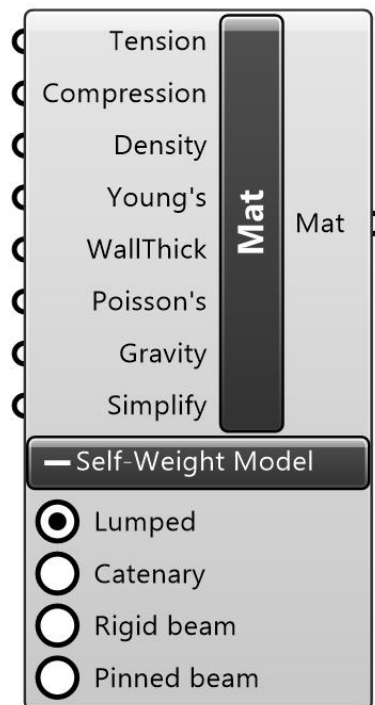 Tension
Compression
Density
Young's
WallThick
Poisson's
Gravity
Simplify
Mat
Mat
Self-Weight Model
Lumped
Catenary
Rigid beam
Pinned beam